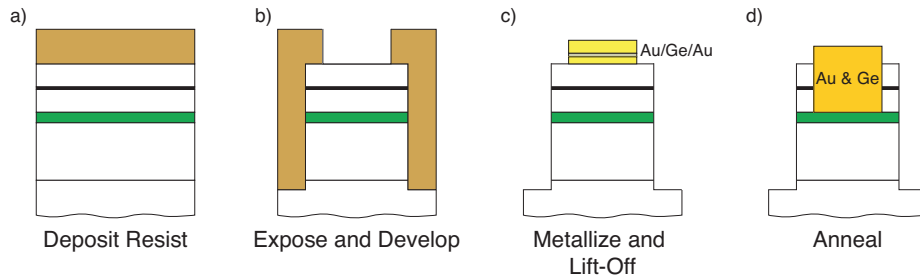 a)
b)
c)
d)
Au/Ge/Au
Au & Ge
Deposit Resist
Expose and Develop
Metallize and
Lift-Off
Anneal